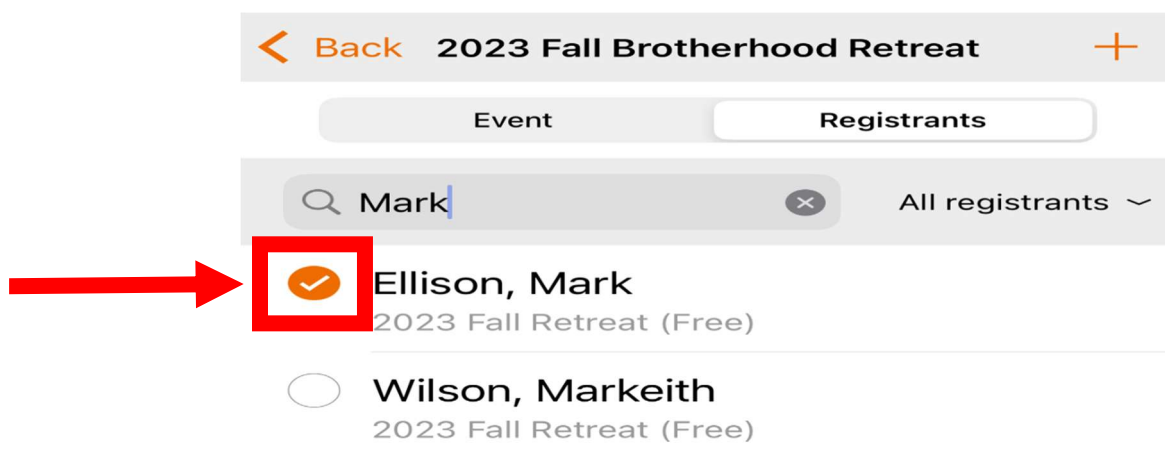 Back 2023 Fall Brotherhood Retreat
Event Registrants
Mark All registrants
Ellison, Mark
2023 Fall Retreat (Free)
Wilson, Markeith
2023 Fall Retreat (Free)